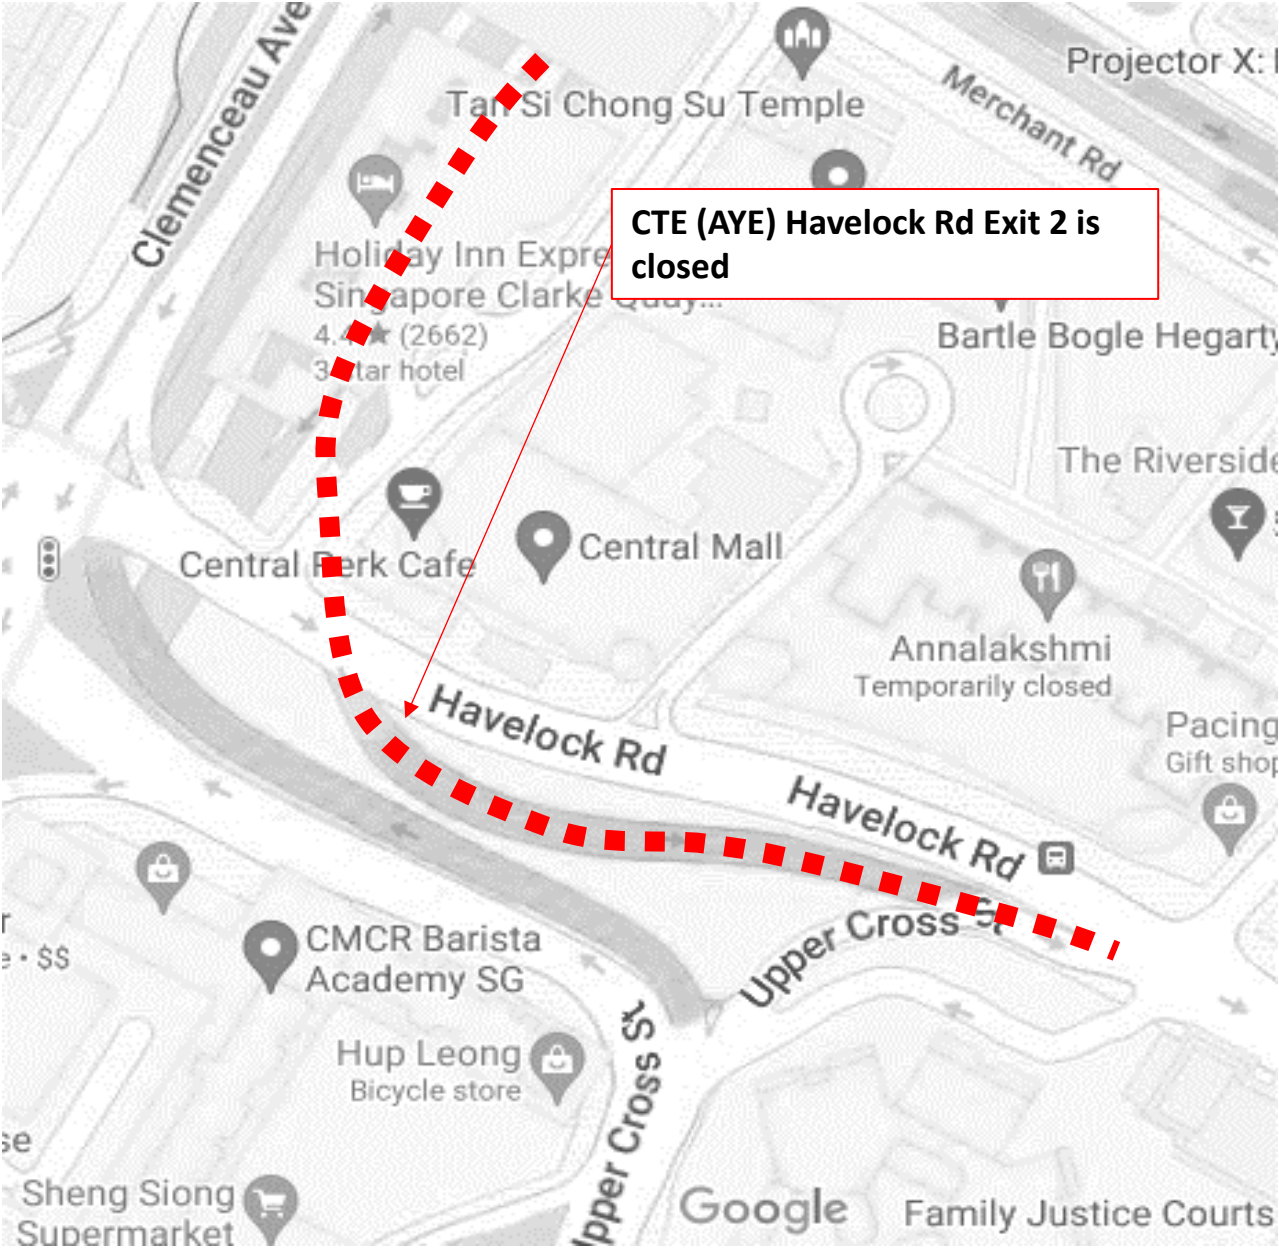 Clemenceau Ave
Projector X:
Tan Si Chong Su Temple
Merchant Rd
CTE (AYE) Havelock Rd Exit 2 is
closed
Holiday Inn Expre
Singapore Clarke Quay...
4.4★ (2662)
3-star hotel
Bartle Bogle Hegarty
The Riverside
Central Perk Cafe
Central Mall
Annalakshmi
Temporarily closed
Havelock Rd
Havelock Rd
Pacing
Gift shop
Upper Cross St
· $$
CMCR Barista
Academy SG
Upper Cross St
Hup Leong
Bicycle store
se
Sheng Siong
Supermarket
Google
Family Justice Courts